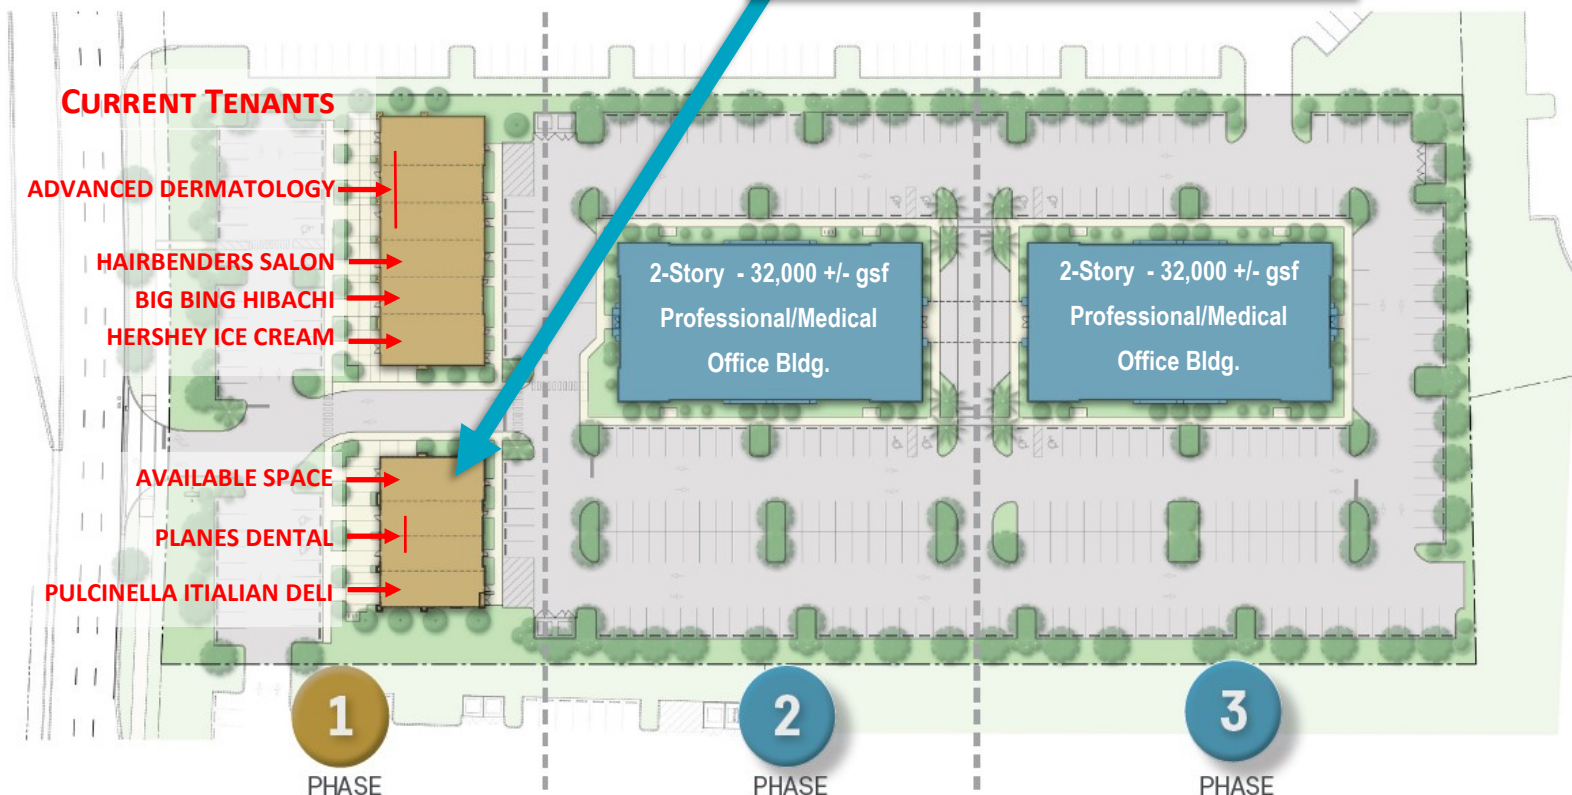 CURRENT TENANTS
ADVANCED DERMATOLOGY
HAIRBENDERS SALON
BIG BING HIBACHI
HERSHEY ICE CREAM
AVAILABLE SPACE
PLANES DENTAL
PULCINELLA ITIALIAN DELI
2-Story - 32,000 +/- gsf
Professional/Medical
Office Bldg.
2-Story - 32,000 +/- gsf
Professional/Medical
Office Bldg.
1
PHASE
2
PHASE
3
PHASE